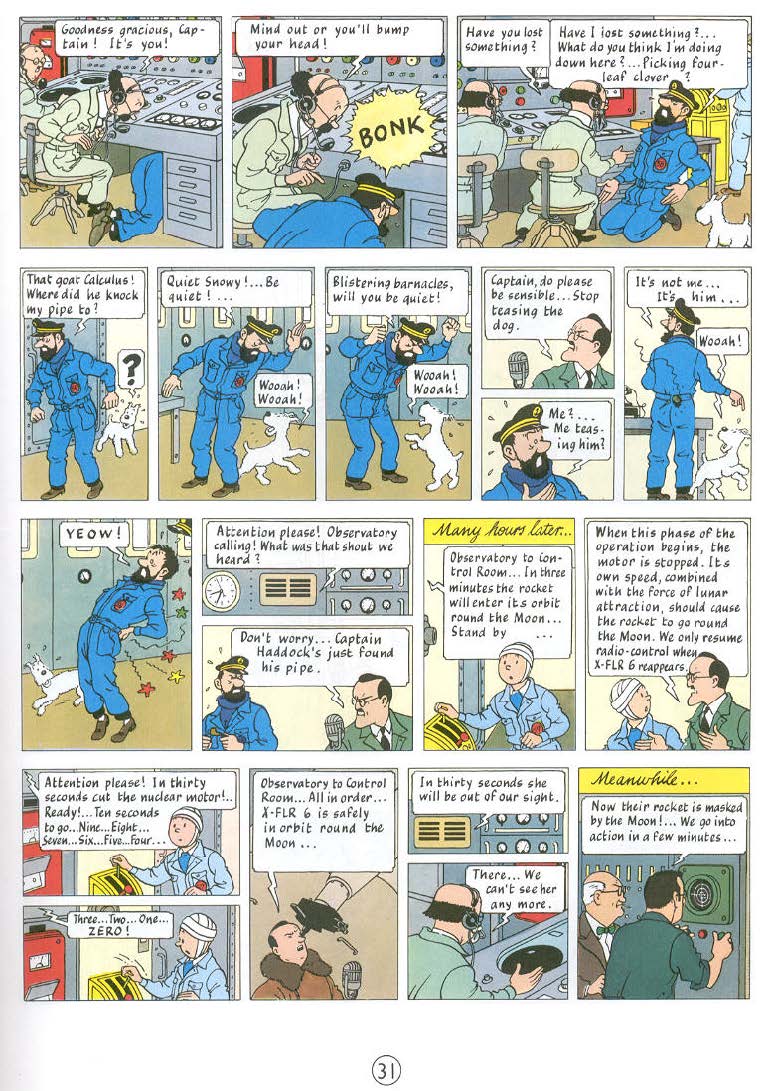 Goodness gracious, Cap-
tain! It's you!
Mind out or you'll bump
your head!
BONK
Have you lost
something?
Have I lost something?...
What do you think I'm doing
down here?...Picking four-
leaf clover?
That goat Calculus!
Where did he knock
my pipe to?
?
Quiet Snowy!...Be
quiet!...
Wooah!
Wooah!
Blistering barnacles,
will you be quiet!
Wooah!
Wooah!
Captain, do please
be sensible...Stop
teasing the
dog.
Me?...
Me teas-
ing him?
It's not me...
It's him...
Wooah!
YEOW!
Attention please! Observatory
calling! What was that shout we
heard?
Don't worry... Captain
Haddock's just found
his pipe.
Many hours later...
Observatory to Con-
trol Room... In three
minutes the rocket
will enter its orbit
round the Moon...
Stand by ...
When this phase of the
operation begins, the
motor is stopped. Its
own speed, combined
with the force of lunar
attraction, should cause
the rocket to go round
the Moon. We only resume
radio-control when
X-FLR 6 reappears.
Attention please! In thirty
seconds cut the nuclear motor!..
Ready!...Ten seconds
to go...Nine...Eight...
Seven...Six...Five...Four...
Three...Two...One...
ZERO!
Observatory to Control
Room...All in order...
X-FLR 6 is safely
in orbit round the
Moon...
In thirty seconds she
will be out of our sight.
There... We
can't see her
any more.
Meanwhile...
Now their rocket is masked
by the Moon!... We go into
action in a few minutes...
31